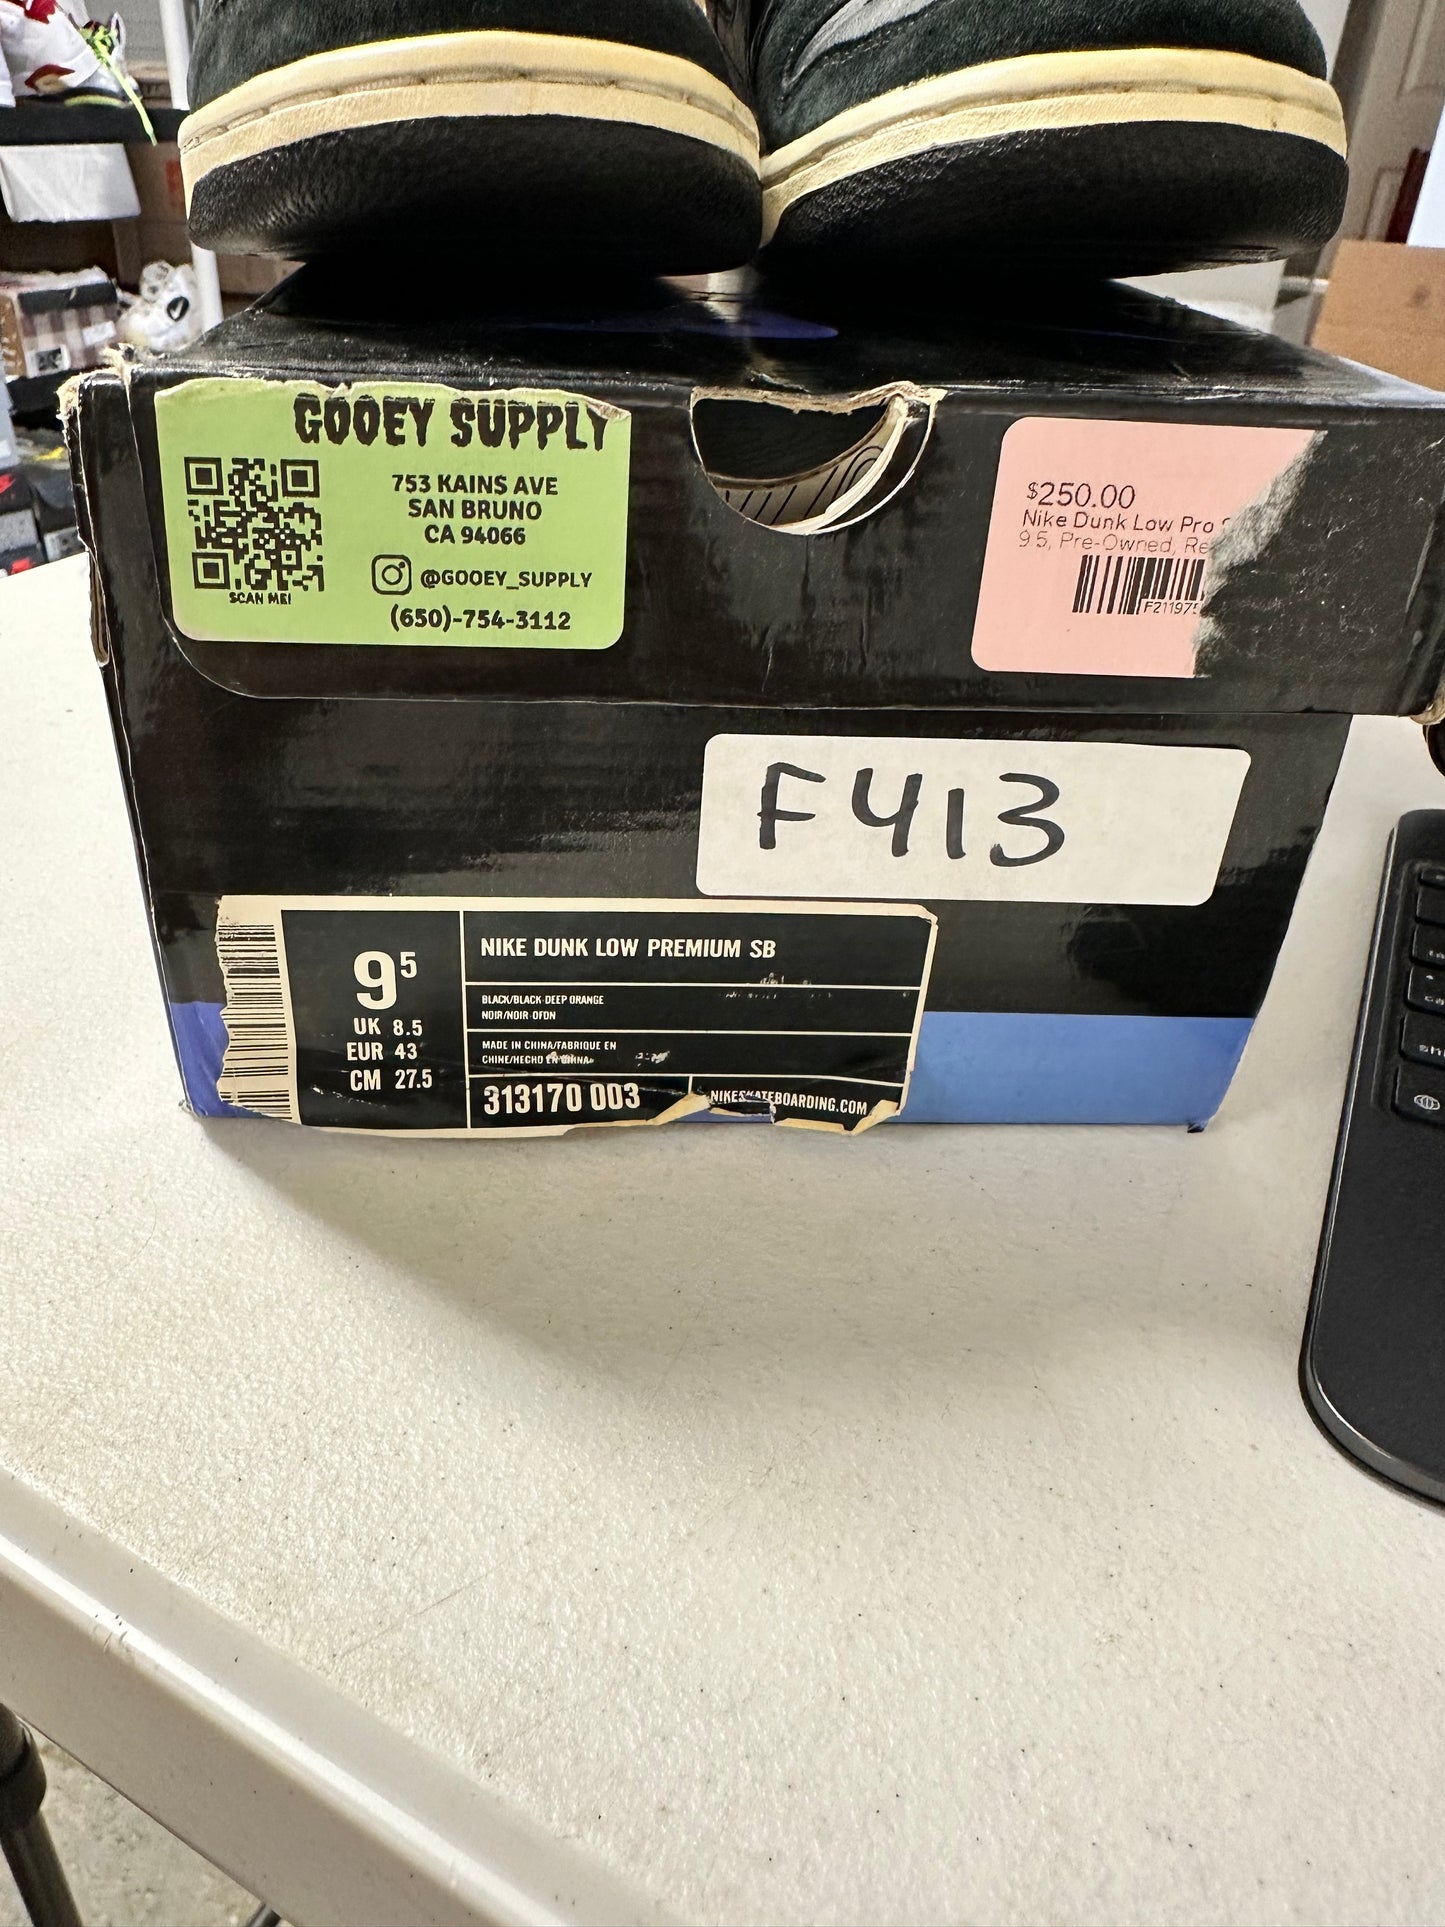 GOOEY SUPPLY
753 KAINS AVE
SAN BRUNO
CA 94066
@GOOEY_SUPPLY
(650)-754-3112
SCAN ME!
$250.00
Nike Dunk Low Pro
9.5, Pre-Owned, Re
F211975
F413
9⁵
UK 8.5
EUR 43
CM 27.5
NIKE DUNK LOW PREMIUM SB
BLACK/BLACK-DEEP ORANGE
NOIR/NOIR-OFDN
MADE IN CHINA/FABRIQUE EN
CHINE/HECHO EN CHINA
313170 003
NIKESKATEBOARDING.COM